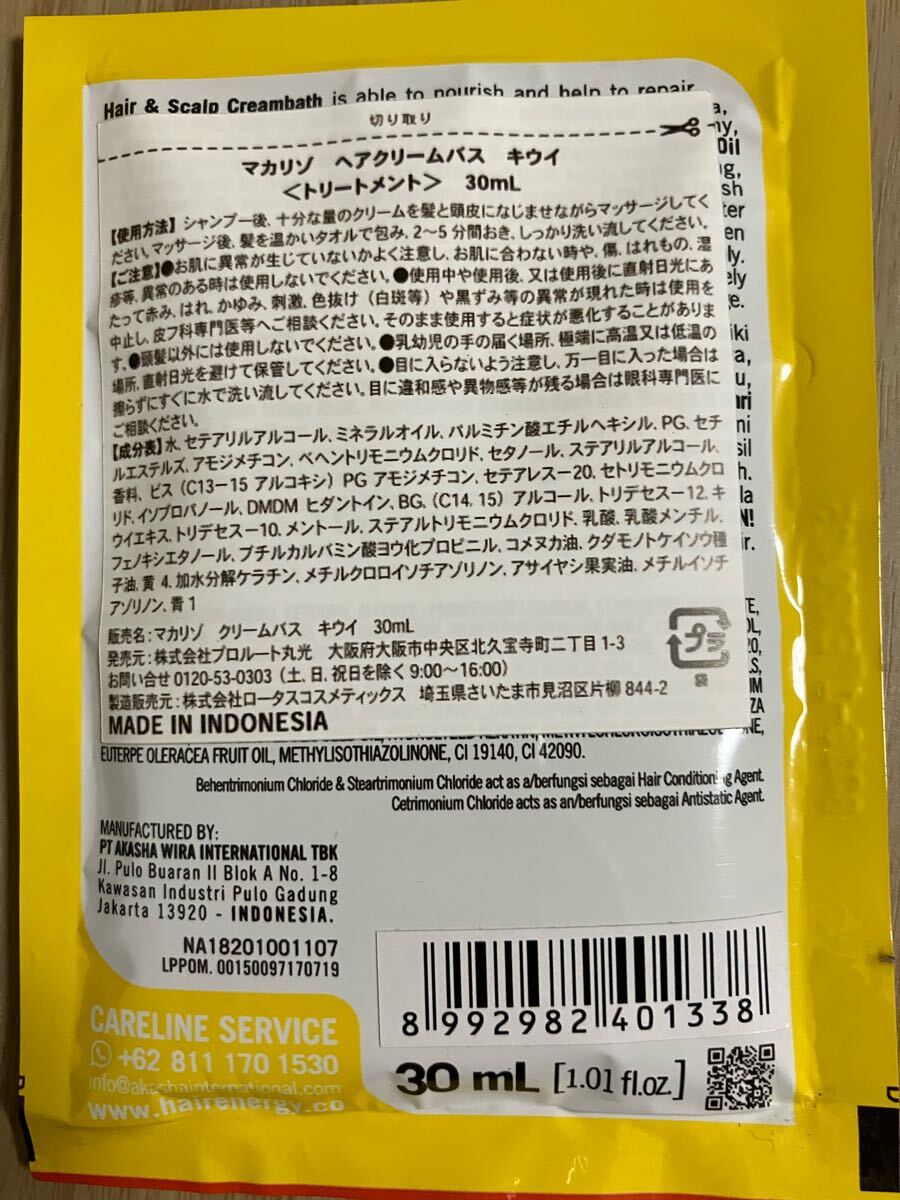 Hair & Scalp Creambath is able to nourish and help to repair
切り取り
マカリゾ ヘアクリームバス キウイ
＜トリートメント＞ 30mL
【使用方法】シャンプー後、十分な量のクリームを髪と頭皮になじませながらマッサージしてく
ださい。マッサージ後、髪を温かいタオルで包み、2〜5分間おき、しっかり洗い流してください。
【ご注意】●お肌に異常が生じていないかよく注意し、お肌に合わない時や、傷、はれもの、湿
疹等、異常のある時は使用しないでください。●使用中や使用後、又は使用後に直射日光にあ
たって赤み、はれ、かゆみ、刺激、色抜け（白斑等）や黒ずみ等の異常が現れた時は使用を
中止し、皮フ科専門医等へご相談ください。そのまま使用すると症状が悪化することがありま
す。●頭髪以外には使用しないでください。●乳幼児の手の届く場所、極端に高温又は低温の
場所、直射日光を避けて保管してください。●目に入らないよう注意し、万一目に入った場合は
擦らずにすぐに水で洗い流してください。目に違和感や異物感等が残る場合は眼科専門医に
ご相談ください。
【成分表】水、セテアリルアルコール、ミネラルオイル、パルミチン酸エチルヘキシル、PG、セチ
ルエステルズ、アモジメチコン、ベヘントリモニウムクロリド、セタノール、ステアリルアルコール、
香料、ビス（C13-15 アルコキシ）PG アモジメチコン、セテアレス-20、セトリモニウムクロ
リド、イソプロパノール、DMDM ヒダントイン、BG、（C14, 15）アルコール、トリデセス-12、キ
ウイエキス、トリデセス-10、メントール、ステアルトリモニウムクロリド、乳酸、乳酸メンチル、
フェノキシエタノール、ブチルカルバミン酸ヨウ化プロピニル、コメヌカ油、クダモノトケイソウ種
子油、黄4、加水分解ケラチン、メチルクロロイソチアゾリノン、アサイヤシ果実油、メチルイソチ
アゾリノン、青1
販売名：マカリゾ クリームバス キウイ 30mL
発売元：株式会社プロルート丸光 大阪府大阪市中央区北久宝寺町二丁目1-3
お問い合せ 0120-53-0303（土、日、祝日を除く 9:00〜16:00）
製造販売元：株式会社ロータスコスメティックス 埼玉県さいたま市見沼区片柳 844-2
MADE IN INDONESIA
プラ
袋
EUTERPE OLERACEA FRUIT OIL, METHYLISOTHIAZOLINONE, CI 19140, CI 42090.
Behentrimonium Chloride & Steartrimonium Chloride act as a/berfungsi sebagai Hair Conditioning Agent.
Cetrimonium Chloride acts as an/berfungsi sebagai Antistatic Agent.
MANUFACTURED BY:
PT AKASHA WIRA INTERNATIONAL TBK
Jl. Pulo Buaran II Blok A No. 1-8
Kawasan Industri Pulo Gadung
Jakarta 13920 - INDONESIA.
NA18201001107
LPPOM. 00150097170719
CARELINE SERVICE
+62 811 170 1530
info@akashainternational.com
www.hairenergy.co
8 992982 401338
30 mL [1.01 fl.oz.]